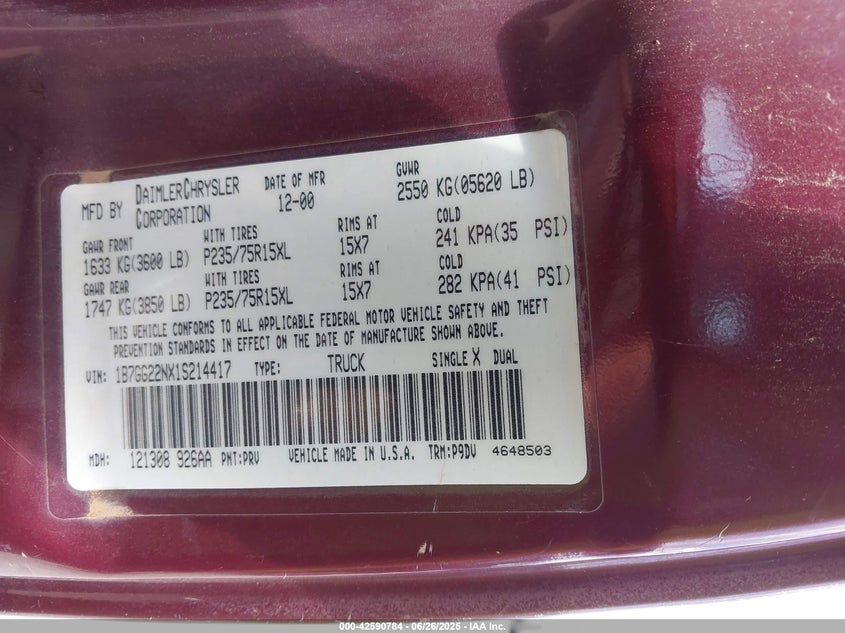 MFD BY DAIMLERCHRYSLER CORPORATION DATE OF MFR 12-00 GVWR 2550 KG(05620 LB)
GAWR FRONT WITH TIRES RIMS AT COLD
1633 KG(3600 LB) P235/75R15XL 15X7 241 KPA(35 PSI)
GAWR REAR WITH TIRES RIMS AT COLD
1747 KG(3850 LB) P235/75R15XL 15X7 282 KPA(41 PSI)
THIS VEHICLE CONFORMS TO ALL APPLICABLE FEDERAL MOTOR VEHICLE SAFETY AND THEFT
PREVENTION STANDARDS IN EFFECT ON THE DATE OF MANUFACTURE SHOWN ABOVE.
VIN: 1B7GG22NX1S214417 TYPE: TRUCK SINGLE X DUAL
MDH: 121308 926AA PNT:PRV VEHICLE MADE IN U.S.A. TRM:P9DV 4648503
000-42590784 - 06/26/2025 - IAA Inc.